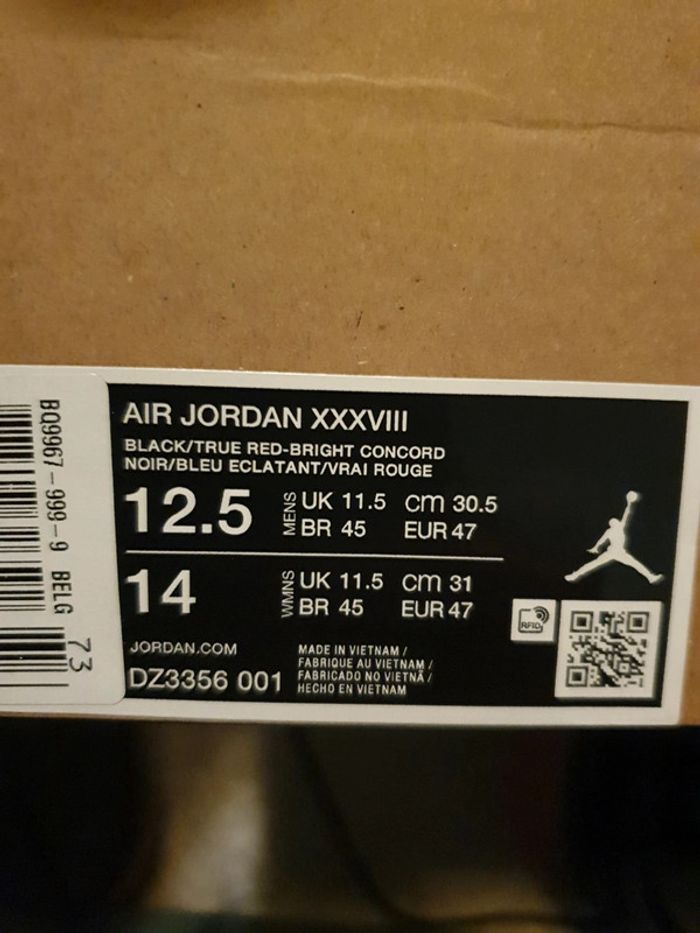 AIR JORDAN XXXVIII
BLACK/TRUE RED-BRIGHT CONCORD
NOIR/BLEU ECLATANT/VRAI ROUGE
12.5 MENS UK 11.5 cm 30.5
BR 45 EUR 47
14 WMNS UK 11.5 cm 31
BR 45 EUR 47
RFID
JORDAN.COM
DZ3356 001
MADE IN VIETNAM /
FABRIQUE AU VIETNAM /
FABRICADO NO VIETNÃ /
HECHO EN VIETNAM
BQ9967-999-9 BELG
73